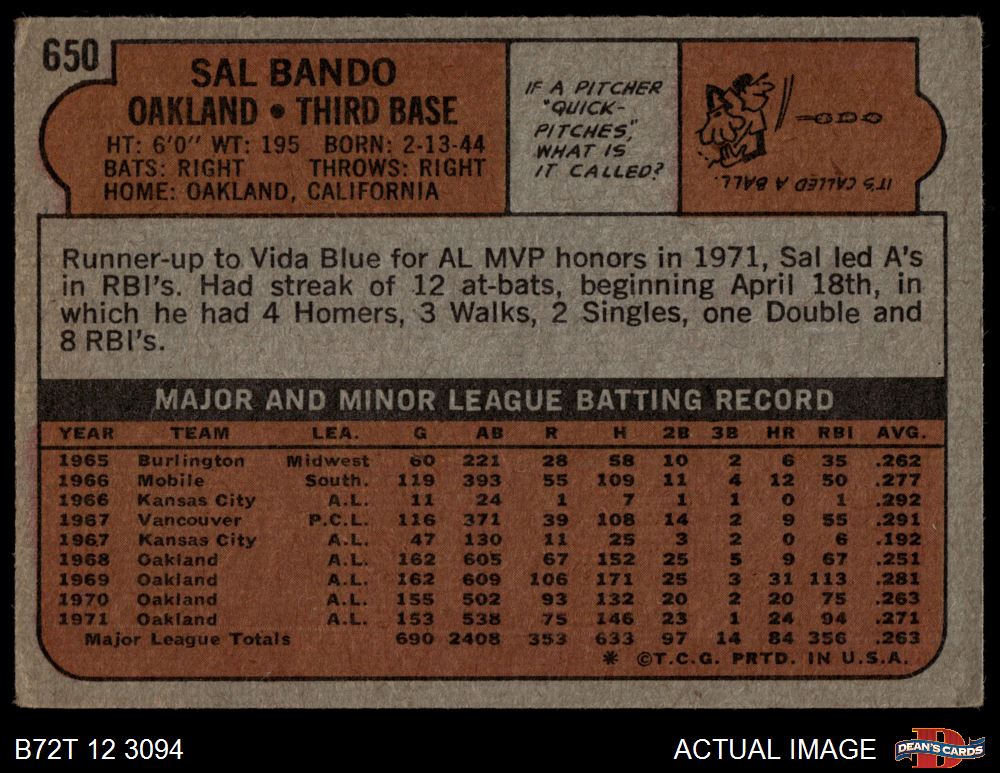 650
SAL BANDO
OAKLAND • THIRD BASE
HT: 6'0" WT: 195 BORN: 2-13-44
BATS: RIGHT THROWS: RIGHT
HOME: OAKLAND, CALIFORNIA
IF A PITCHER
"QUICK-
PITCHES,"
WHAT IS
IT CALLED?
IT'S CALLED A BALL.
Runner-up to Vida Blue for AL MVP honors in 1971, Sal led A's
in RBI's. Had streak of 12 at-bats, beginning April 18th, in
which he had 4 Homers, 3 Walks, 2 Singles, one Double and
8 RBI's.
MAJOR AND MINOR LEAGUE BATTING RECORD
YEAR TEAM LEA. G AB R H 2B 3B HR RBI AVG.
1965 Burlington Midwest 60 221 28 58 10 2 6 35 .262
1966 Mobile South. 119 393 55 109 11 4 12 50 .277
1966 Kansas City A.L. 11 24 1 7 1 1 0 1 .292
1967 Vancouver P.C.L. 116 371 39 108 14 2 9 55 .291
1967 Kansas City A.L. 47 130 11 25 3 2 0 6 .192
1968 Oakland A.L. 162 605 67 152 25 5 9 67 .251
1969 Oakland A.L. 162 609 106 171 25 3 31 113 .281
1970 Oakland A.L. 155 502 93 132 20 2 20 75 .263
1971 Oakland A.L. 153 538 75 146 23 1 24 94 .271
Major League Totals 690 2408 353 633 97 14 84 356 .263
* ©T.C.G. PRTD. IN U.S.A.
B72T 12 3094
ACTUAL IMAGE
DEAN'S CARDS